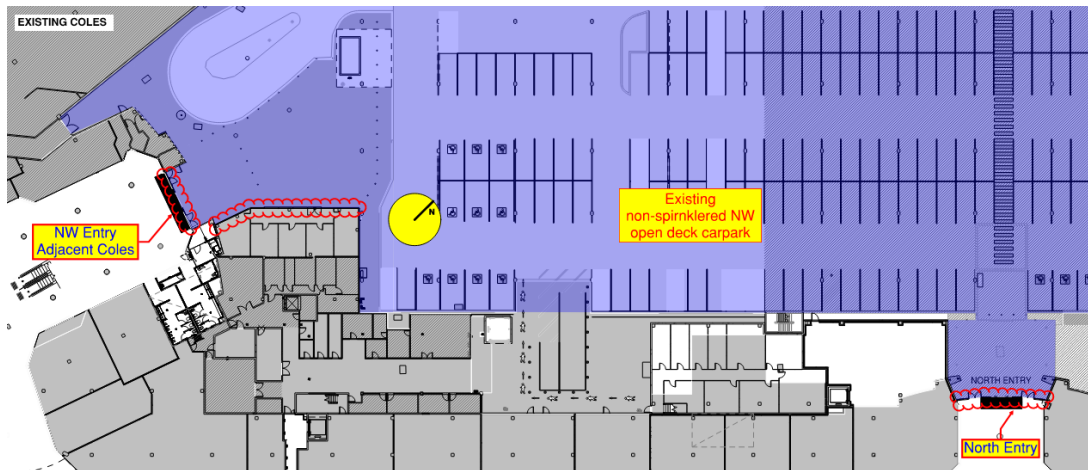 EXISTING COLES
N
NW Entry
Adjacent Coles
Existing
non-spirnklered NW
open deck carpark
NORTH ENTRY
North Entry